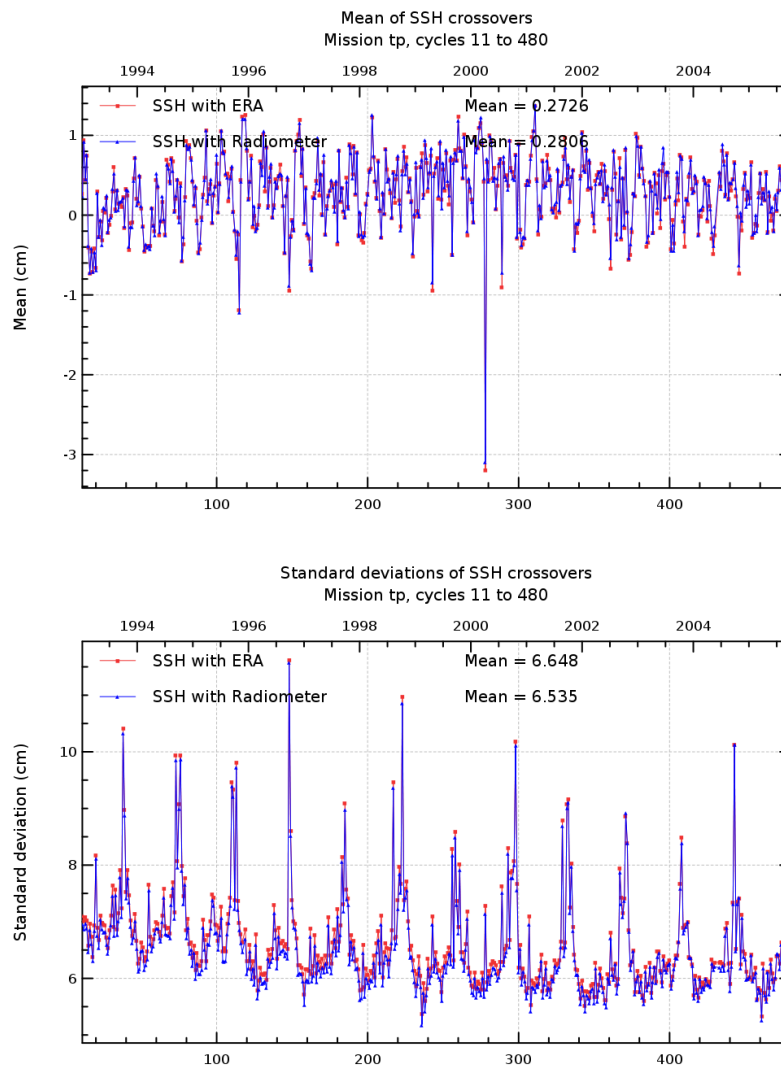 Mean of SSH crossovers
Mission tp, cycles 11 to 480
1994 1996 1998 2000 2002 2004
SSH with ERA Mean = 0.2726
SSH with Radiometer Mean = 0.2806
1
0
-1
-2
-3
Mean (cm)
100 200 300 400
Standard deviations of SSH crossovers
Mission tp, cycles 11 to 480
1994 1996 1998 2000 2002 2004
SSH with ERA Mean = 6.648
SSH with Radiometer Mean = 6.535
10
8
6
Standard deviation (cm)
100 200 300 400